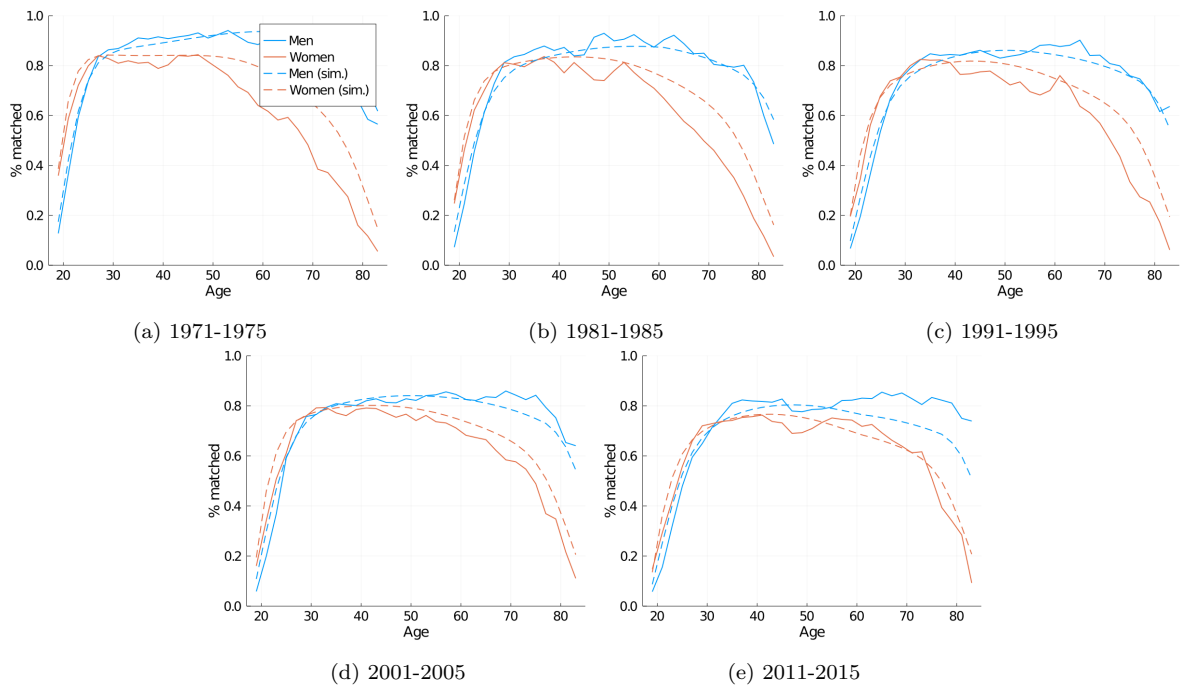 1.0
0.8
0.6
0.4
0.2
0.0
% matched
20 30 40 50 60 70 80
Age
Men
Women
Men (sim.)
Women (sim.)
(a) 1971-1975
1.0
0.8
0.6
0.4
0.2
0.0
% matched
20 30 40 50 60 70 80
Age
(b) 1981-1985
1.0
0.8
0.6
0.4
0.2
0.0
% matched
20 30 40 50 60 70 80
Age
(c) 1991-1995
1.0
0.8
0.6
0.4
0.2
0.0
% matched
20 30 40 50 60 70 80
Age
(d) 2001-2005
1.0
0.8
0.6
0.4
0.2
0.0
% matched
20 30 40 50 60 70 80
Age
(e) 2011-2015